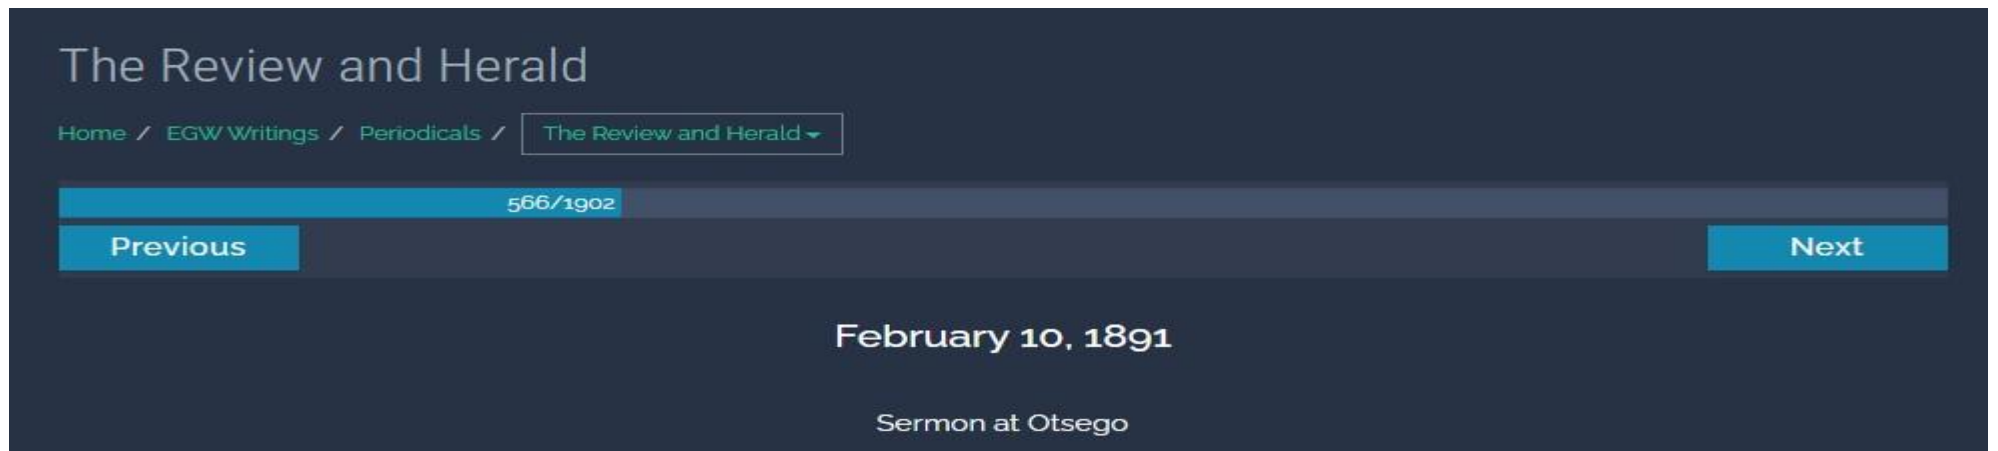 The Review and Herald
Home / EGW Writings / Periodicals / The Review and Herald
566/1902
Previous Next
February 10, 1891
Sermon at Otsego